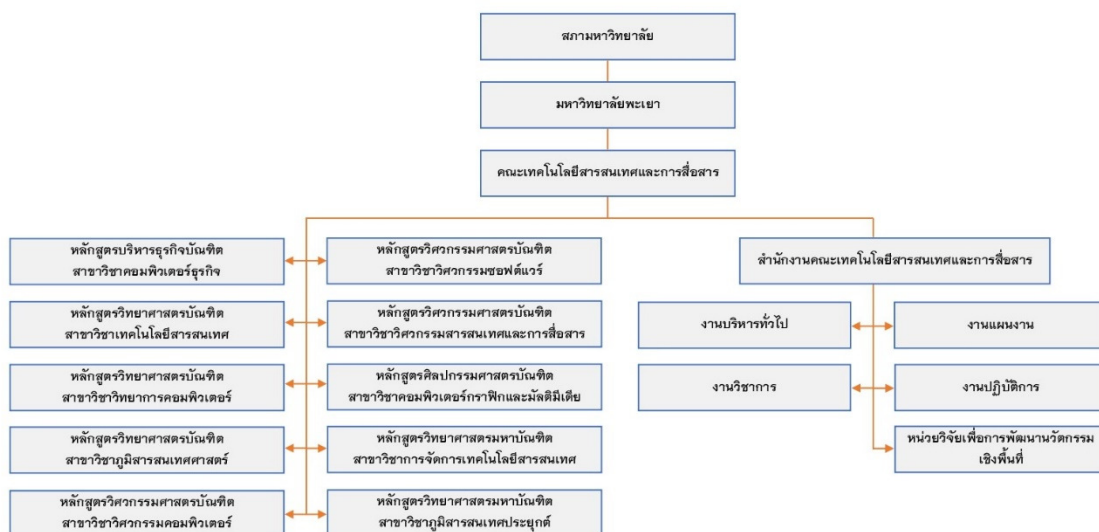 สภามหาวิทยาลัย
มหาวิทยาลัยพะเยา
คณะเทคโนโลยีสารสนเทศและการสื่อสาร
หลักสูตรบริหารธุรกิจบัณฑิต
สาขาวิชาคอมพิวเตอร์ธุรกิจ
หลักสูตรวิศวกรรมศาสตรบัณฑิต
สาขาวิชาวิศวกรรมซอฟต์แวร์
สำนักงานคณะเทคโนโลยีสารสนเทศและการสื่อสาร
หลักสูตรวิทยาศาสตรบัณฑิต
สาขาวิชาเทคโนโลยีสารสนเทศ
หลักสูตรวิศวกรรมศาสตรบัณฑิต
สาขาวิชาวิศวกรรมสารสนเทศและการสื่อสาร
งานบริหารทั่วไป
งานแผนงาน
หลักสูตรวิทยาศาสตรบัณฑิต
สาขาวิชาวิทยาการคอมพิวเตอร์
หลักสูตรศิลปกรรมศาสตรบัณฑิต
สาขาวิชาคอมพิวเตอร์กราฟิกและมัลติมีเดีย
งานวิชาการ
งานปฏิบัติการ
หลักสูตรวิทยาศาสตรบัณฑิต
สาขาวิชาภูมิสารสนเทศศาสตร์
หลักสูตรวิทยาศาสตรมหาบัณฑิต
สาขาวิชาการจัดการเทคโนโลยีสารสนเทศ
หน่วยวิจัยเพื่อการพัฒนานวัตกรรม
เชิงพื้นที่
หลักสูตรวิศวกรรมศาสตรบัณฑิต
สาขาวิชาวิศวกรรมคอมพิวเตอร์
หลักสูตรวิทยาศาสตรมหาบัณฑิต
สาขาวิชาภูมิสารสนเทศประยุกต์